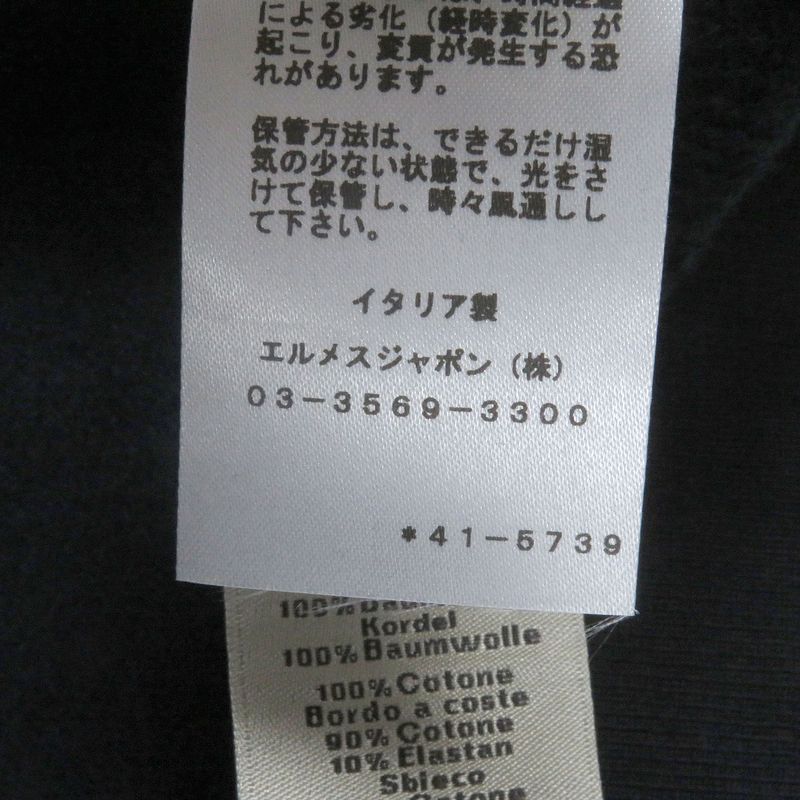 による劣化（経時変化）が
起こり、変質が発生する恐
れがあります。
保管方法は、できるだけ湿
気の少ない状態で、光をさ
けて保管し、時々風通しし
て下さい。
イタリア製
エルメスジャポン（株）
03-3569-3300
*41-5739
100%
Kordel
100% Baumwolle
100% Cotone
Bordo a coste
90% Cotone
10% Elastan
Sbieco
Cotone